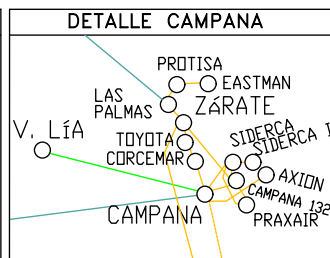 DETALLE CAMPANA
PROTISA
EASTMAN
LAS
PALMAS
ZáRATE
V. LÍA
TOYOTA
CORCEMAR
SIDERCA
SIDERCA
AXION
CAMPANA 132
CAMPANA
PRAXAIR